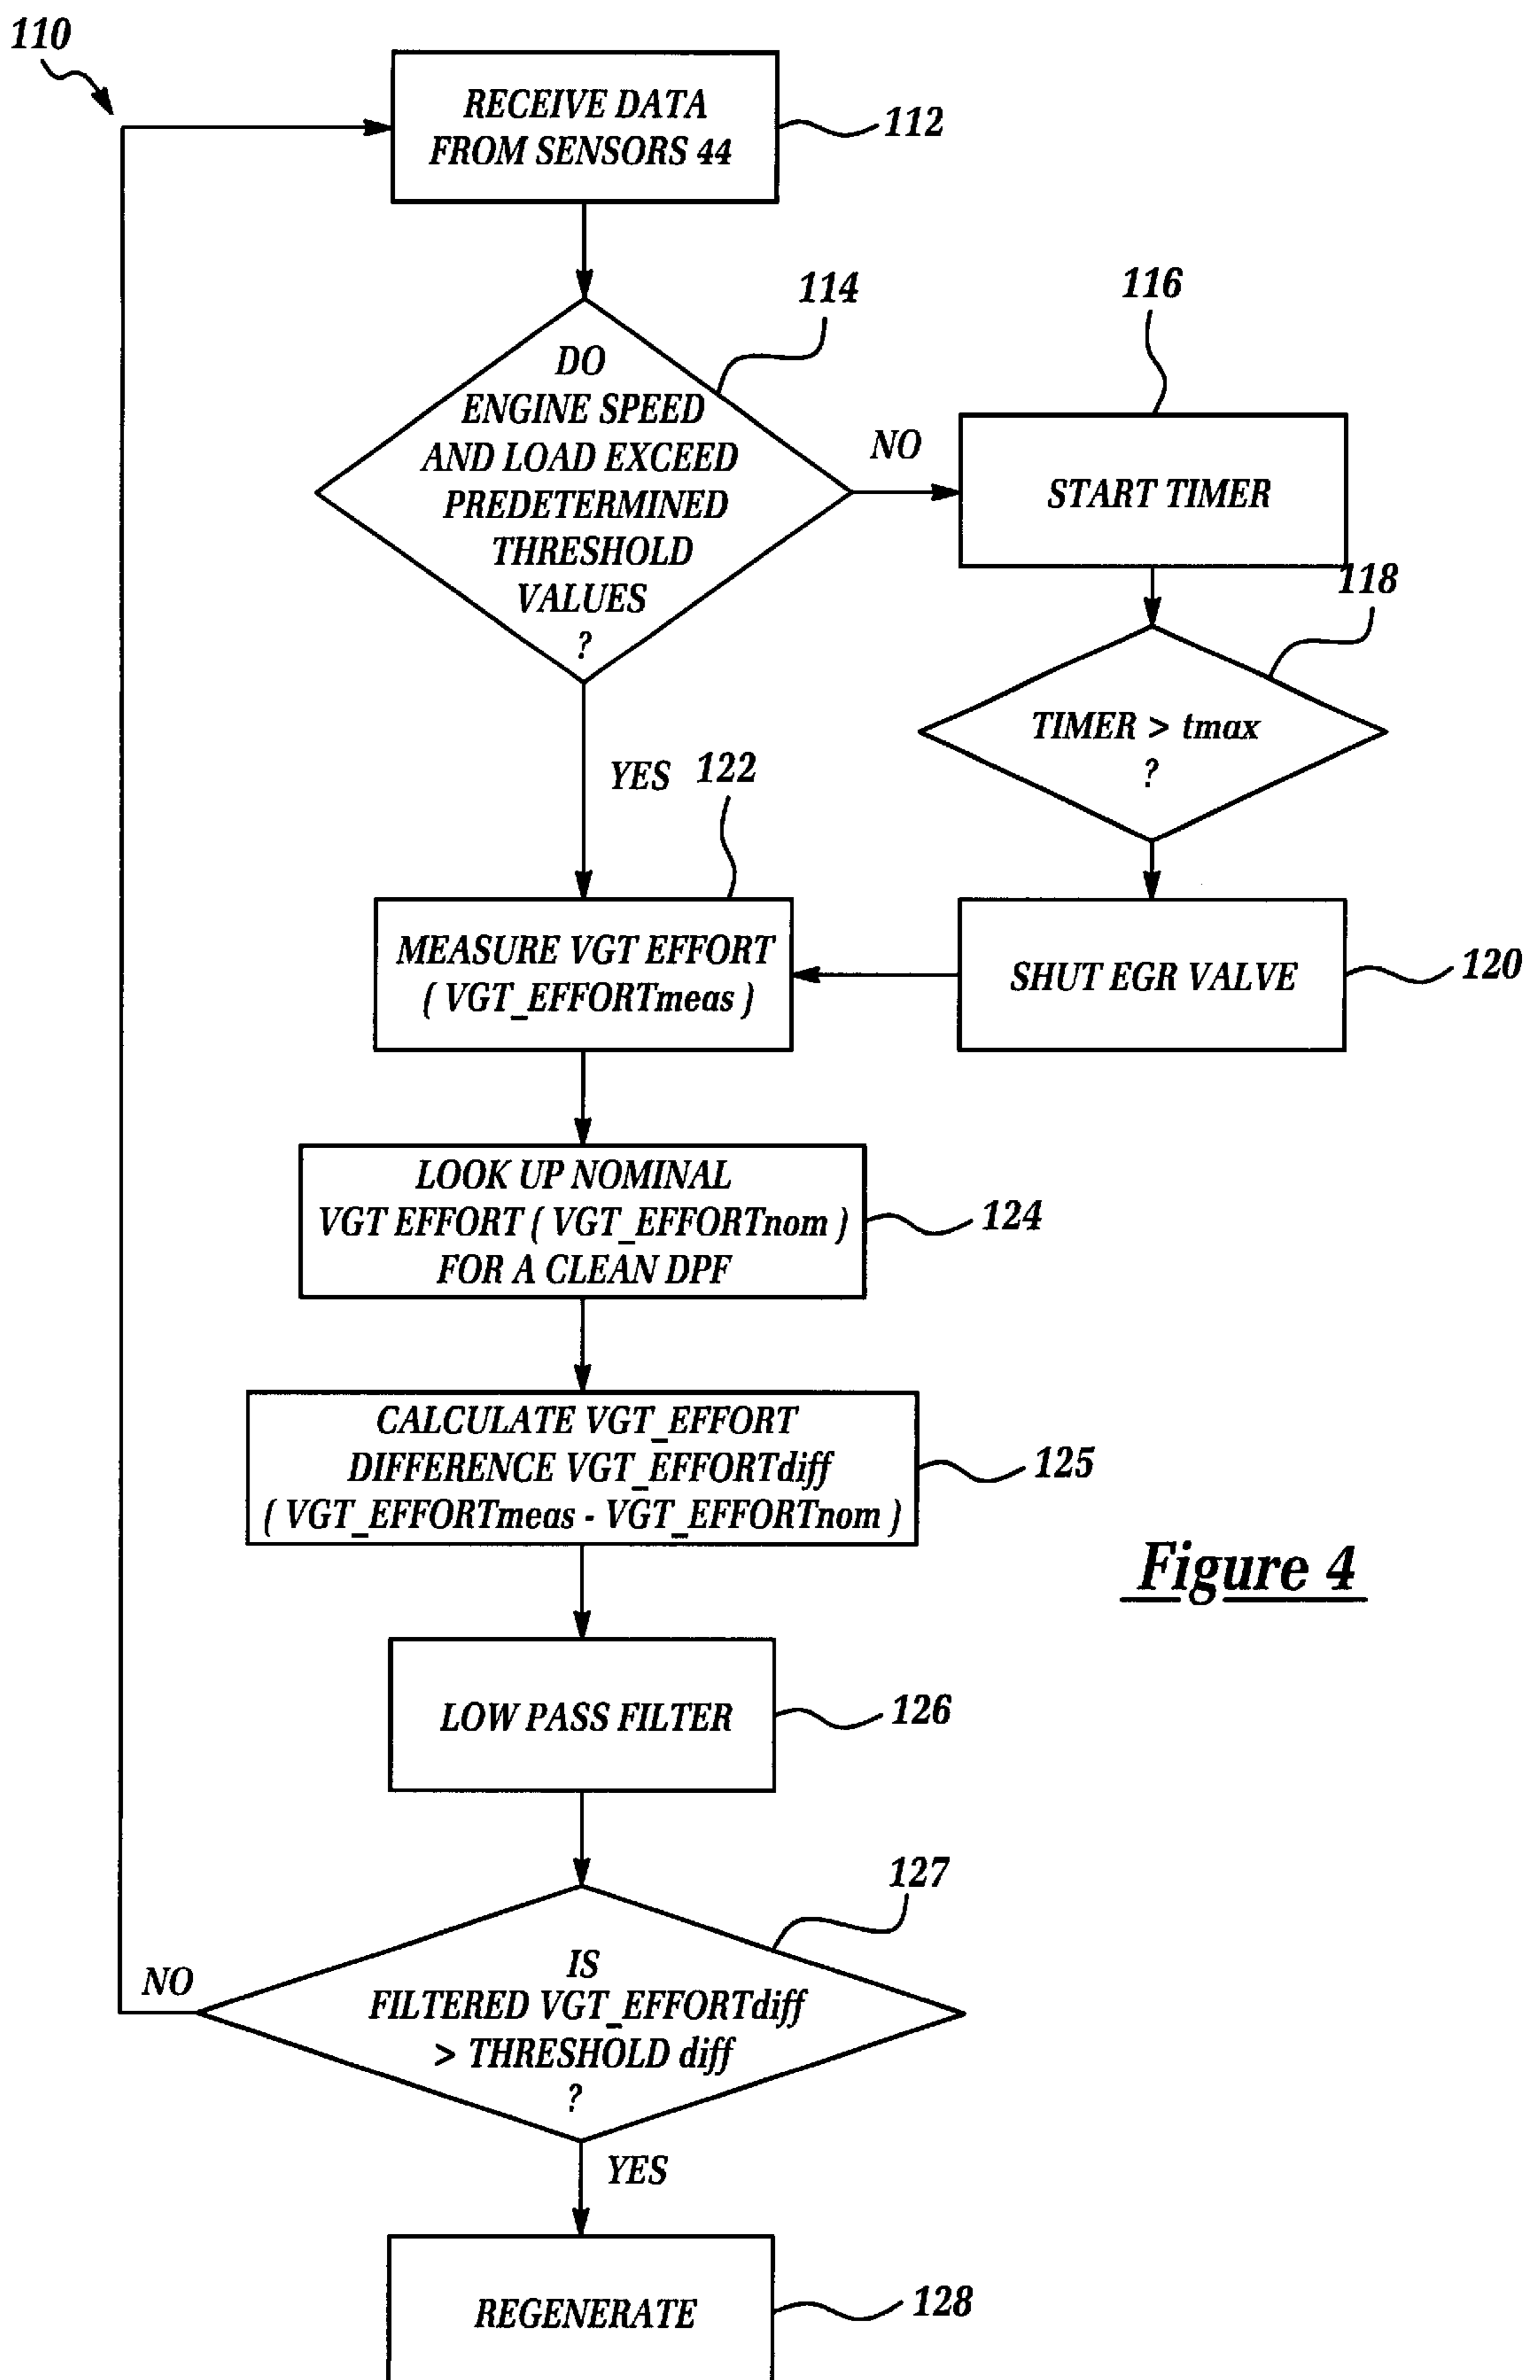 110
RECEIVE DATA
FROM SENSORS 44
112
114
DO
ENGINE SPEED
AND LOAD EXCEED
PREDETERMINED
THRESHOLD
VALUES
?
NO
116
START TIMER
118
TIMER > tmax
?
YES
122
MEASURE VGT EFFORT
( VGT_EFFORTmeas )
SHUT EGR VALVE
120
LOOK UP NOMINAL
VGT EFFORT ( VGT_EFFORTnom )
FOR A CLEAN DPF
124
CALCULATE VGT_EFFORT
DIFFERENCE VGT_EFFORTdiff
( VGT_EFFORTmeas - VGT_EFFORTnom )
125
Figure 4
LOW PASS FILTER
126
127
IS
FILTERED VGT_EFFORTdiff
> THRESHOLD diff
?
NO
YES
REGENERATE
128